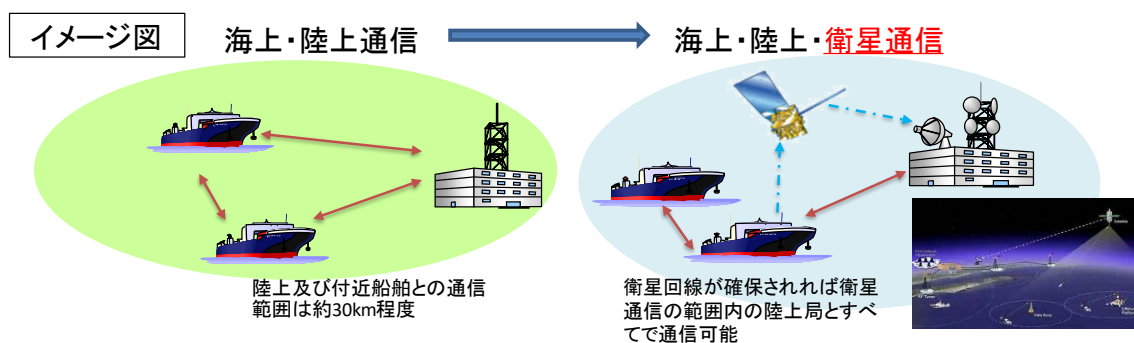 イメージ図
海上・陸上通信
海上・陸上・衛星通信
陸上及び付近船舶との通信
範囲は約30km程度
衛星回線が確保されれば衛星
通信の範囲内の陸上局とすべ
てで通信可能
Satellite
Data Buoy